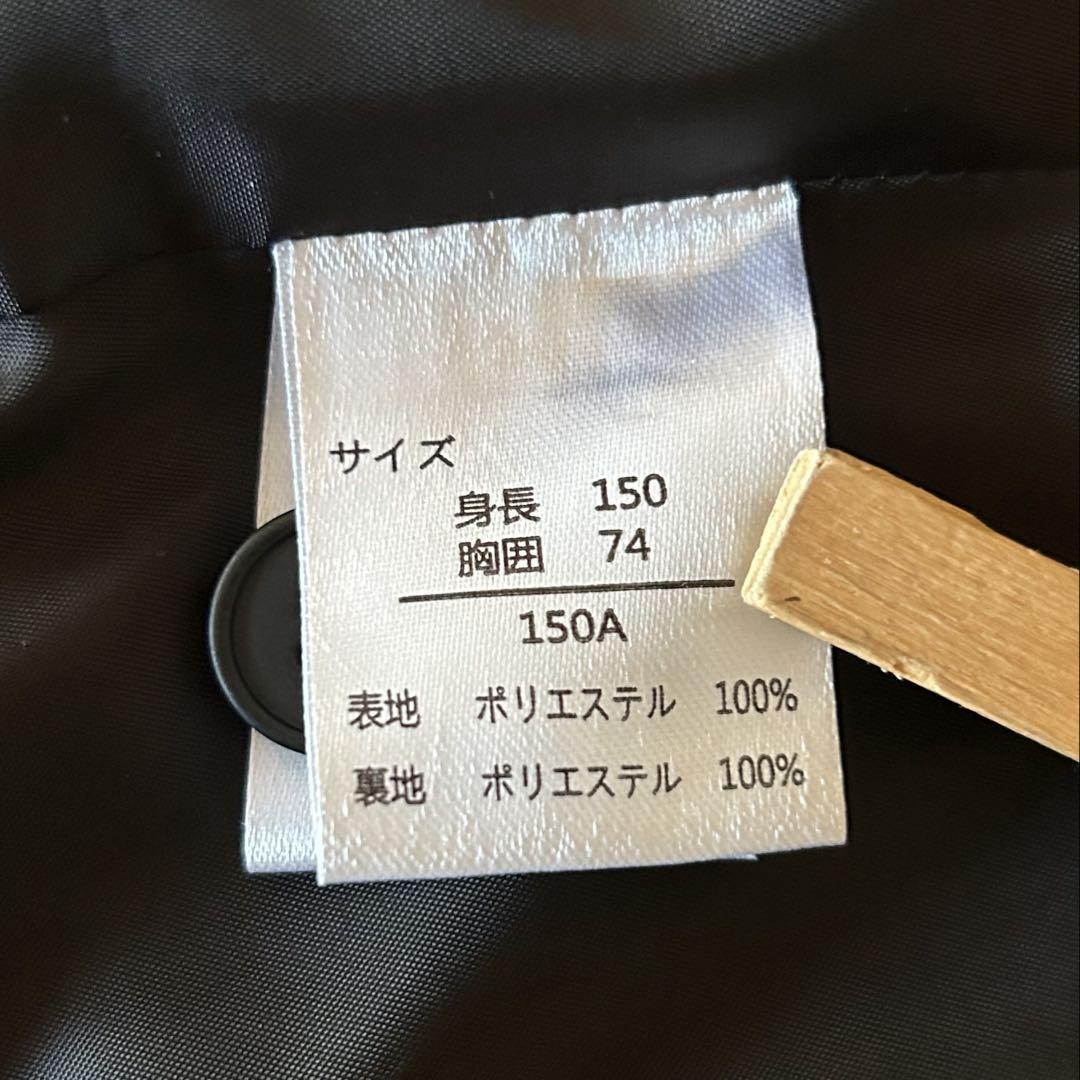 サイズ
身長 150
胸囲 74
150A
表地 ポリエステル 100%
裏地 ポリエステル 100%